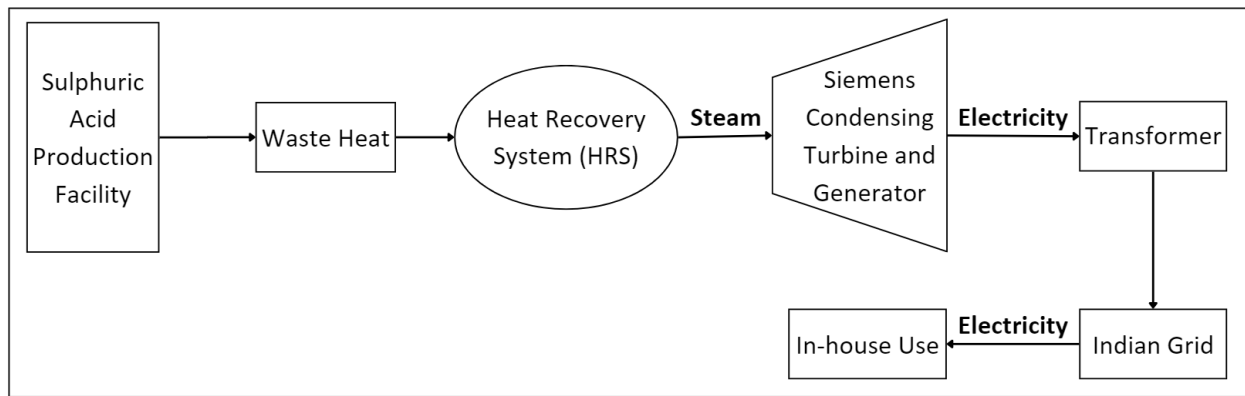 Sulphuric
Acid
Production
Facility
Waste Heat
Heat Recovery
System (HRS)
Steam
Siemens
Condensing
Turbine and
Generator
Electricity
Transformer
Indian Grid
Electricity
In-house Use